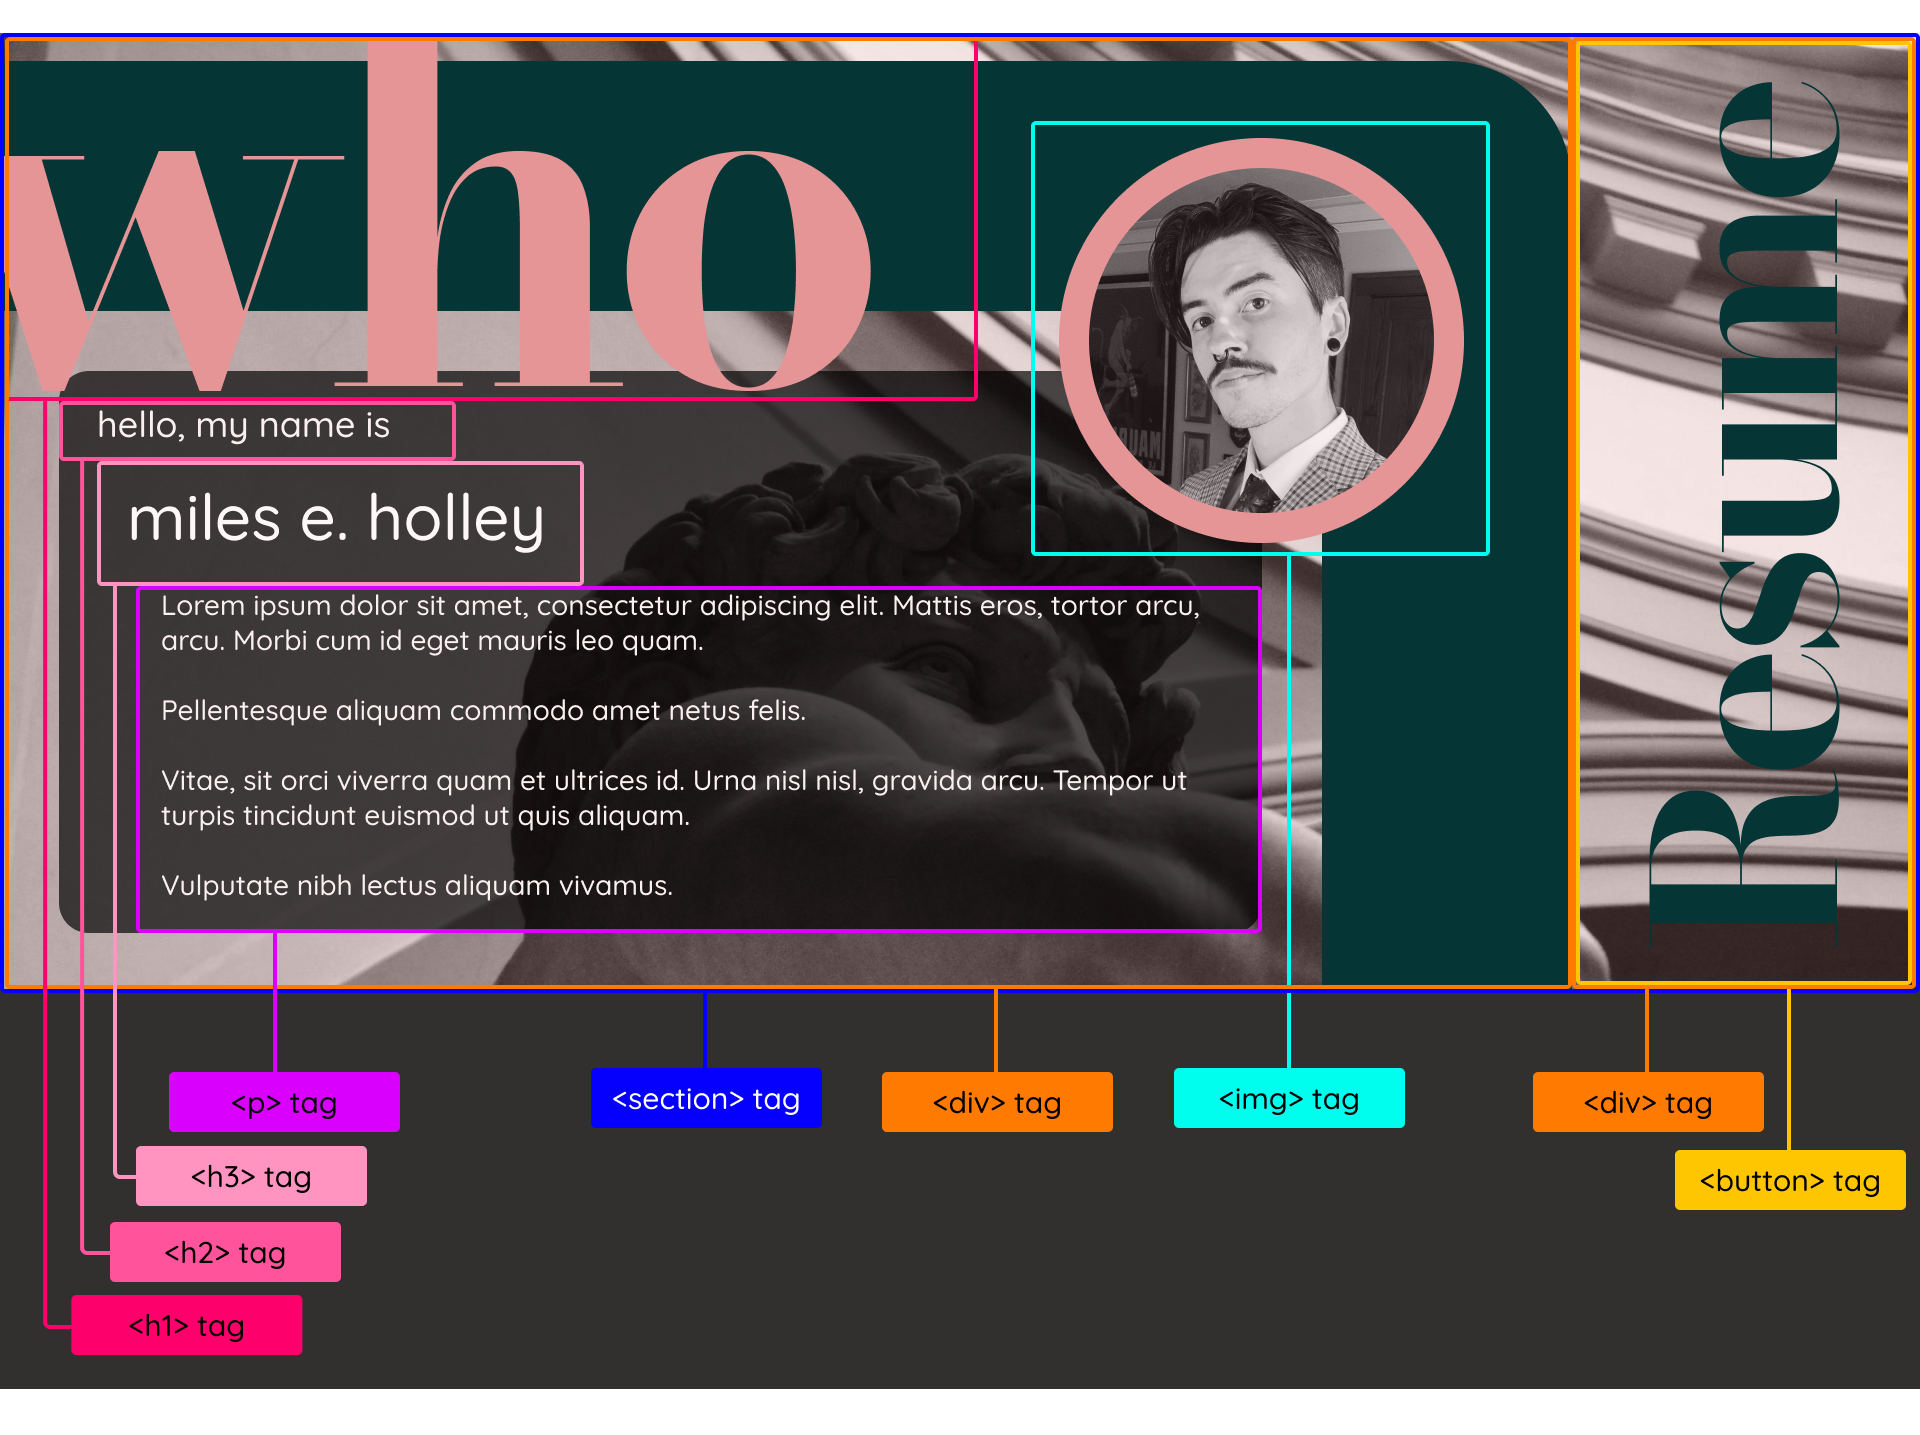 who
hello, my name is
miles e. holley
Lorem ipsum dolor sit amet, consectetur adipiscing elit. Mattis eros, tortor arcu,
arcu. Morbi cum id eget mauris leo quam.
Pellentesque aliquam commodo amet netus felis.
Vitae, sit orci viverra quam et ultrices id. Urna nisl nisl, gravida arcu. Tempor ut
turpis tincidunt euismod ut quis aliquam.
Vulputate nibh lectus aliquam vivamus.
Resume
<p> tag
<section> tag
<div> tag
<img> tag
<div> tag
<h3> tag
<button> tag
<h2> tag
<h1> tag